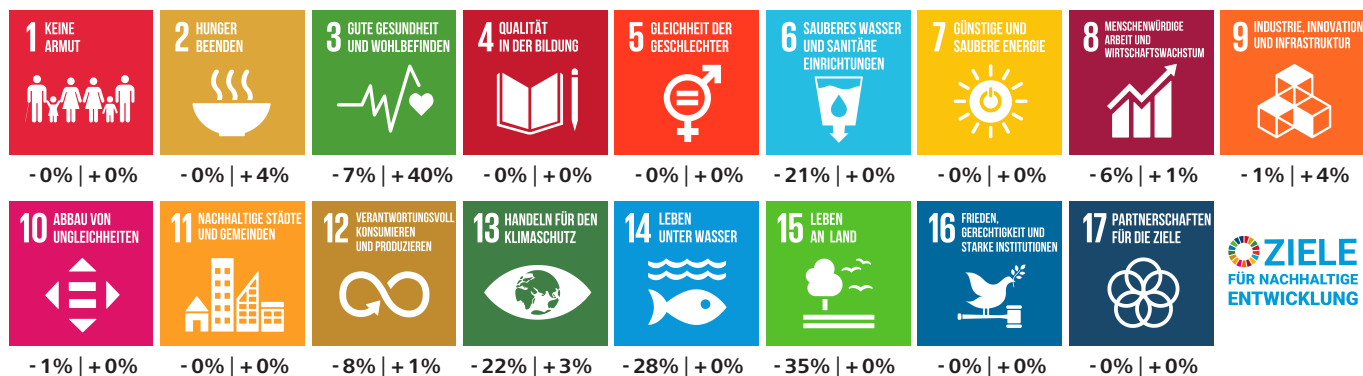 1 KEINE
ARMUT
2 HUNGER
BEENDEN
3 GUTE GESUNDHEIT
UND WOHLBEFINDEN
4 QUALITÄT
IN DER BILDUNG
5 GLEICHHEIT DER
GESCHLECHTER
6 SAUBERES WASSER
UND SANITÄRE
EINRICHTUNGEN
7 GÜNSTIGE UND
SAUBERE ENERGIE
8 MENSCHENWÜRDIGE
ARBEIT UND
WIRTSCHAFTSWACHSTUM
9 INDUSTRIE, INNOVATION
UND INFRASTRUKTUR
-0% | +0%
-0% | +4%
-7% | +40%
-0% | +0%
-0% | +0%
-21% | +0%
-0% | +0%
-6% | +1%
-1% | +4%
10 ABBAU VON
UNGLEICHHEITEN
11 NACHHALTIGE STÄDTE
UND GEMEINDEN
12 VERANTWORTUNGSVOLL
KONSUMIEREN
UND PRODUZIEREN
13 HANDELN FÜR DEN
KLIMASCHUTZ
14 LEBEN
UNTER WASSER
15 LEBEN
AN LAND
16 FRIEDEN,
GERECHTIGKEIT UND
STARKE INSTITUTIONEN
17 PARTNERSCHAFTEN
FÜR DIE ZIELE
ZIELE
FÜR NACHHALTIGE
ENTWICKLUNG
-1% | +0%
-0% | +0%
-8% | +1%
-22% | +3%
-28% | +0%
-35% | +0%
-0% | +0%
-0% | +0%